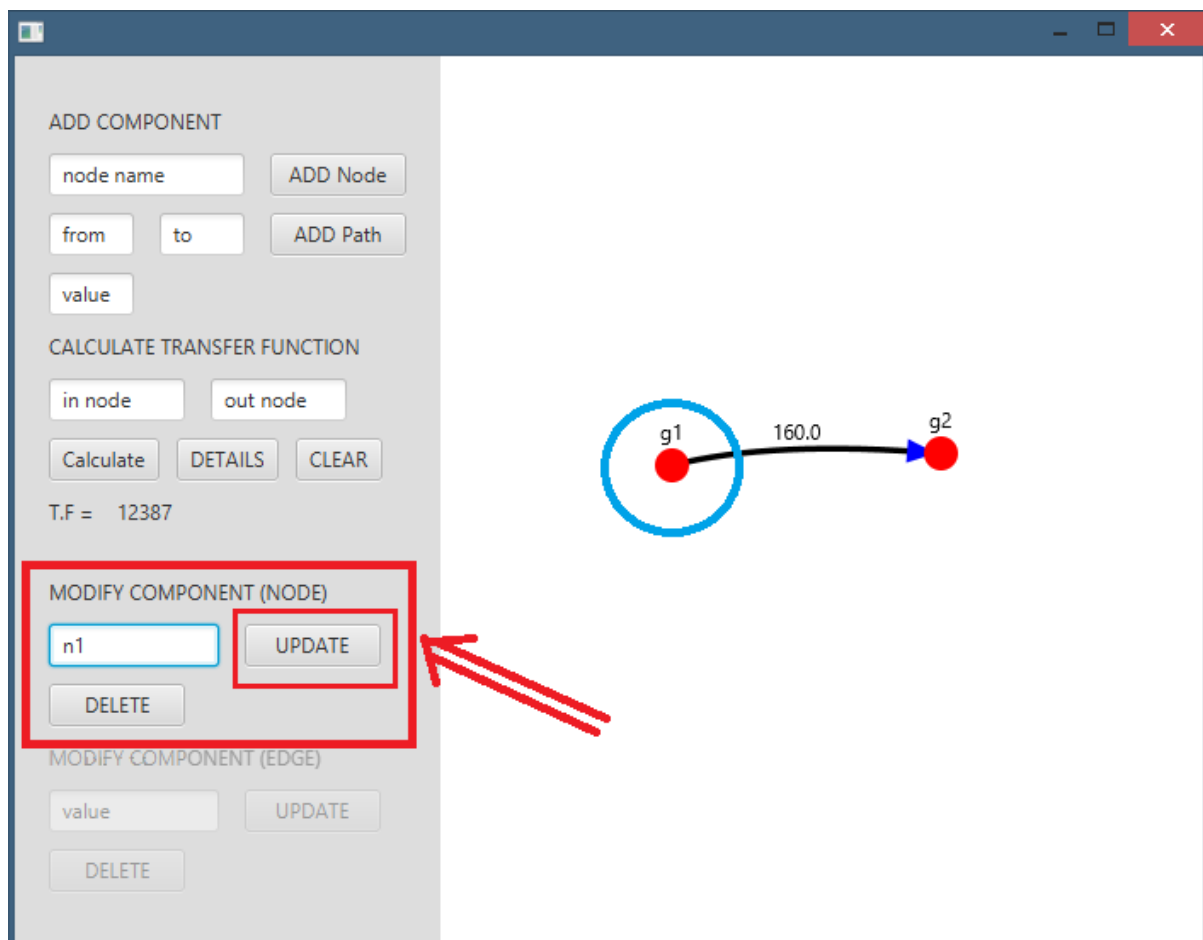 ADD COMPONENT
node name ADD Node
from to ADD Path
value
CALCULATE TRANSFER FUNCTION
in node out node
Calculate DETAILS CLEAR
T.F = 12387
MODIFY COMPONENT (NODE)
n1 UPDATE
DELETE
MODIFY COMPONENT (EDGE)
value UPDATE
DELETE
g1 160.0 g2